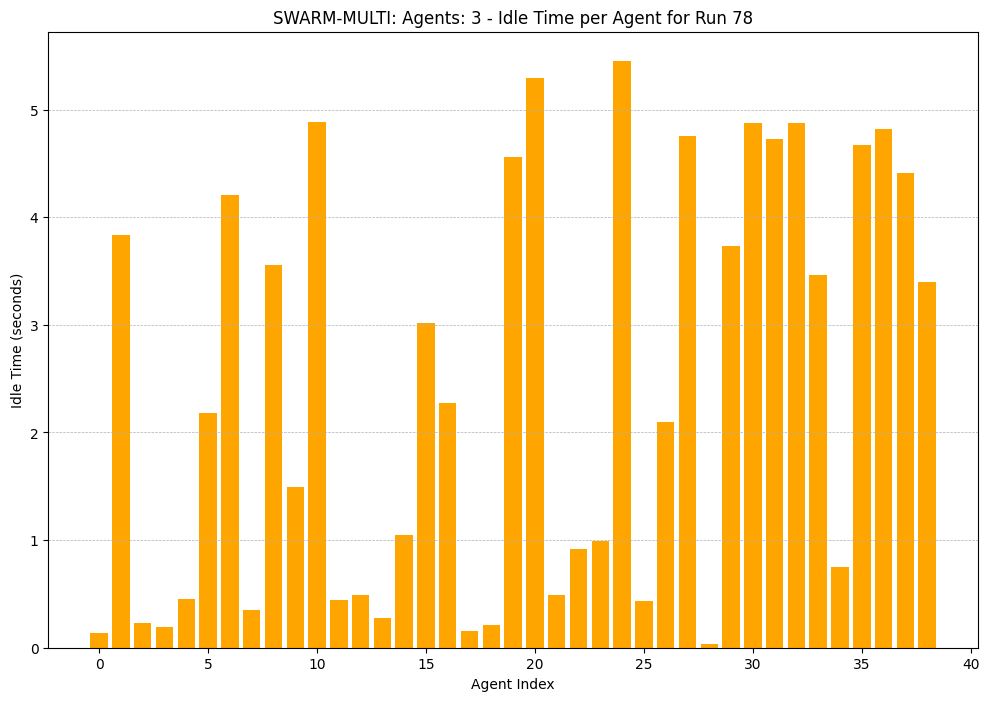 SWARM-MULTI: Agents: 3 - Idle Time per Agent for Run 78
Idle Time (seconds)
5
4
3
2
1
0
0 5 10 15 20 25 30 35 40
Agent Index